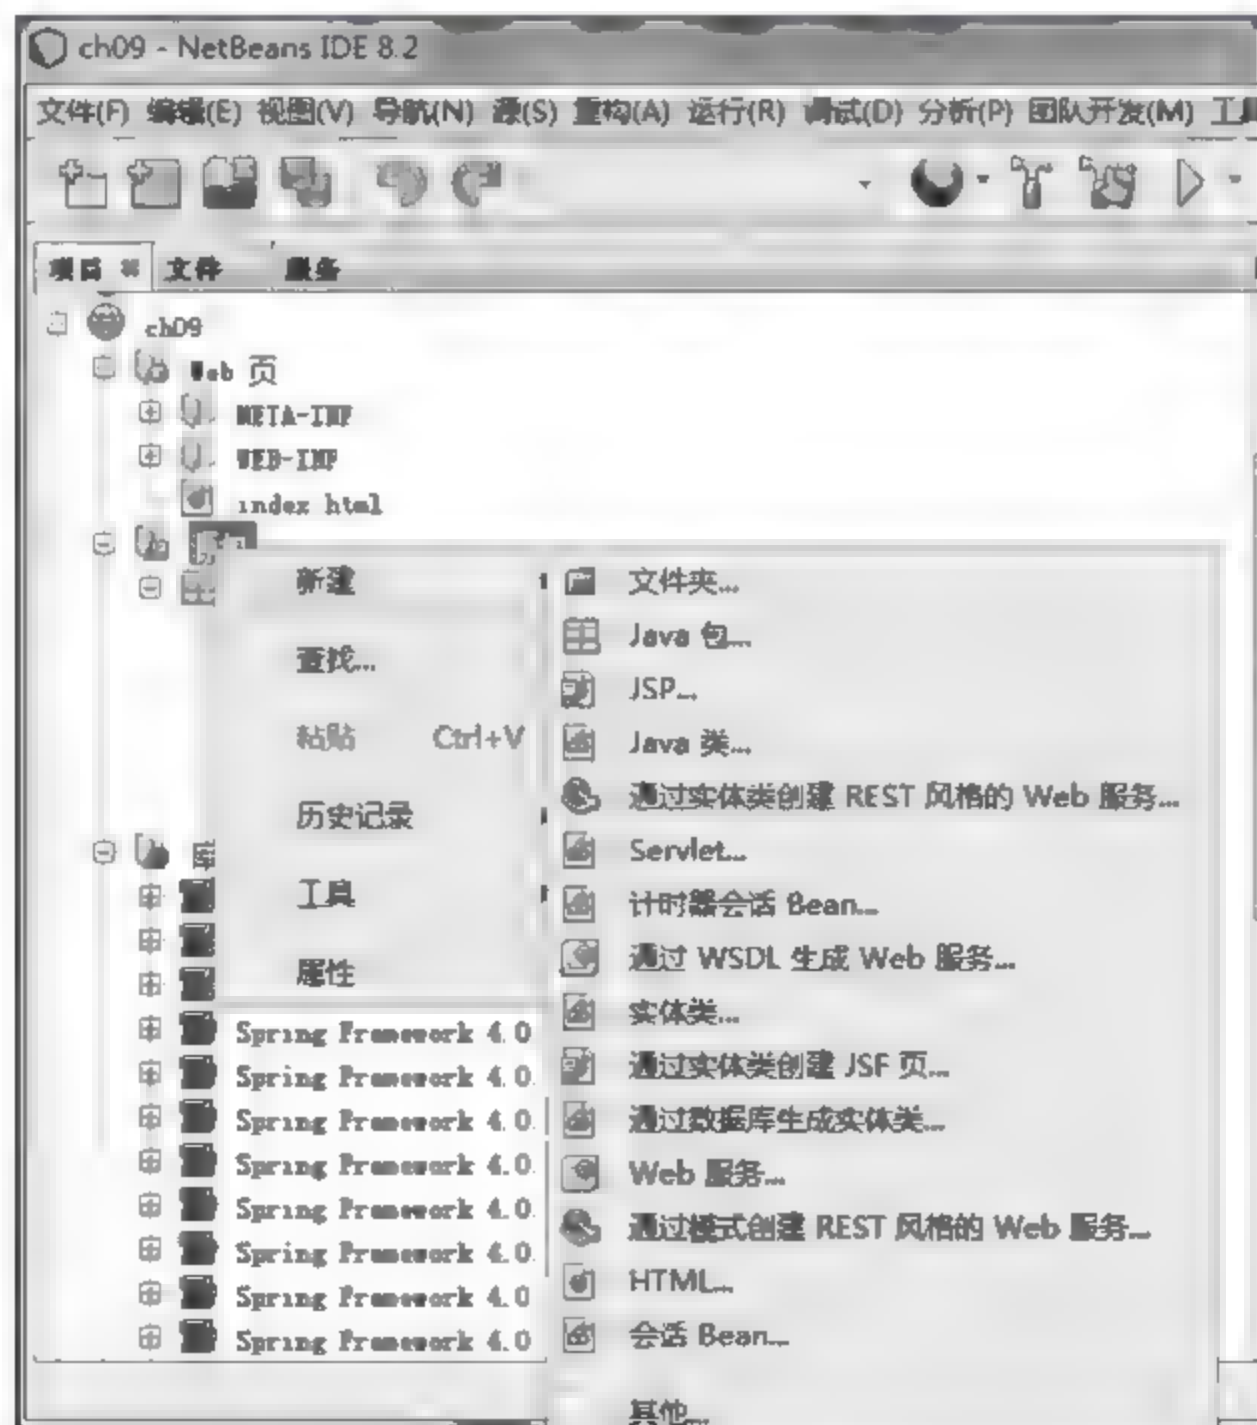 ch09 - NetBeans IDE 8.2
文件(F) 编辑(E) 视图(V) 导航(N) 源(S) 重构(A) 运行(R) 调试(D) 分析(P) 团队开发(M) 工具
项目 文件 服务
ch09
Web 页
META-INF
WEB-INF
index html
新建
查找...
粘贴 Ctrl+V
历史记录
工具
属性
文件夹...
Java 包...
JSP...
Java 类...
通过实体类创建 REST 风格的 Web 服务...
Servlet...
计时器会话 Bean...
通过 WSDL 生成 Web 服务...
实体类...
通过实体类创建 JSF 页...
通过数据库生成实体类...
Web 服务...
通过模式创建 REST 风格的 Web 服务...
HTML...
会话 Bean...
其他...
库
Spring Framework 4.0
Spring Framework 4.0.
Spring Framework 4.0.
Spring Framework 4.0.
Spring Framework 4.0.
Spring Framework 4.0.
Spring Framework 4.0
Spring Framework 4.0